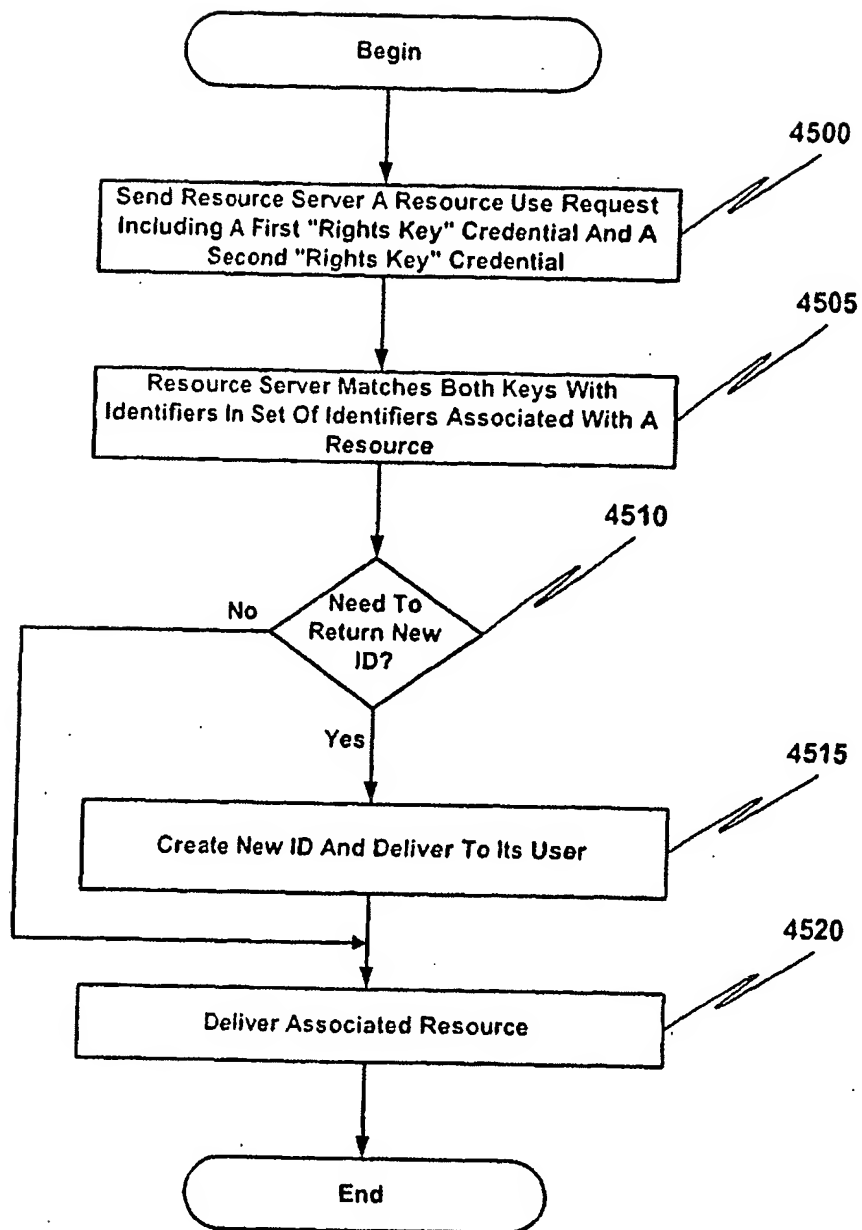 Begin
4500
Send Resource Server A Resource Use Request
Including A First "Rights Key" Credential And A
Second "Rights Key" Credential
4505
Resource Server Matches Both Keys With
Identifiers In Set Of Identifiers Associated With A
Resource
4510
Need To
Return New
ID?
No
Yes
4515
Create New ID And Deliver To Its User
4520
Deliver Associated Resource
End